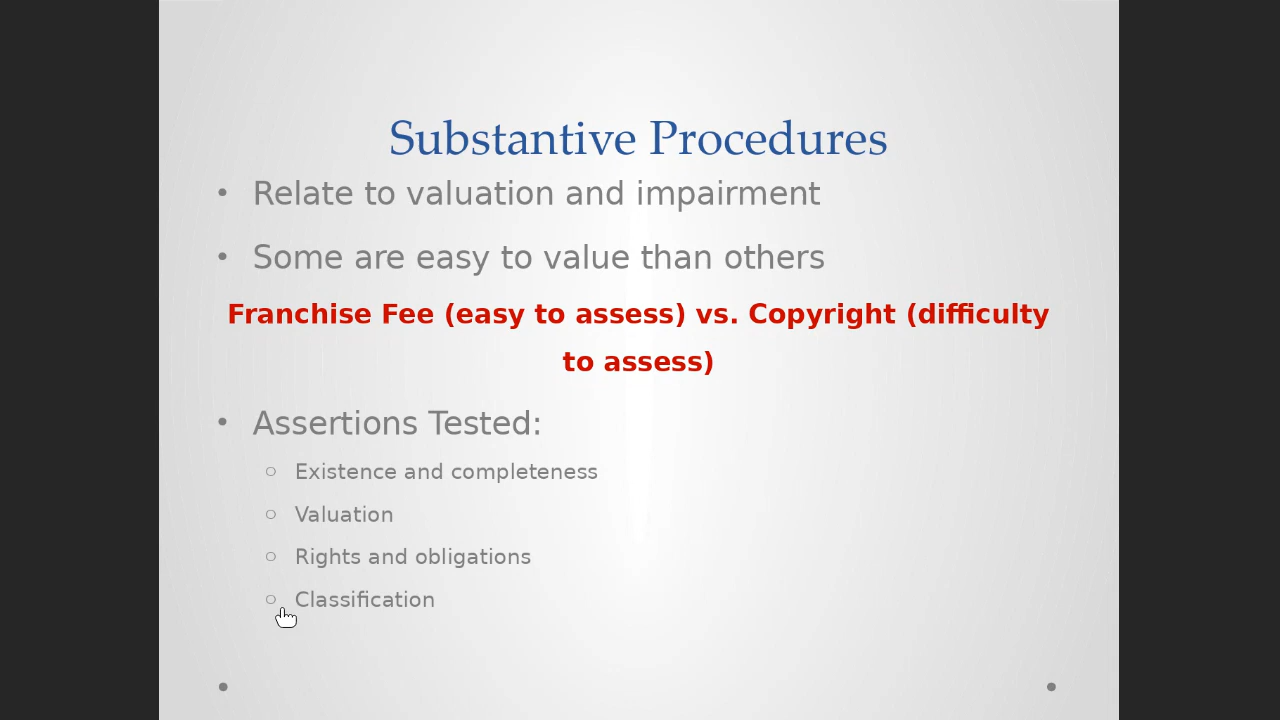 Substantive Procedures
• Relate to valuation and impairment
• Some are easy to value than others
Franchise Fee (easy to assess) vs. Copyright (difficulty
to assess)
• Assertions Tested:
○ Existence and completeness
○ Valuation
○ Rights and obligations
○ Classification